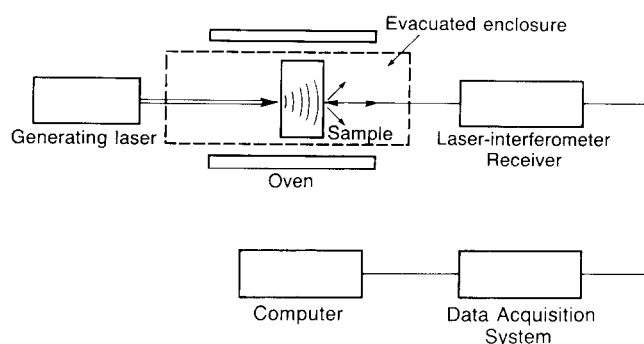 Evacuated enclosure
Generating laser
Sample
Laser-interferometer
Receiver
Oven
Computer
Data Acquisition
System